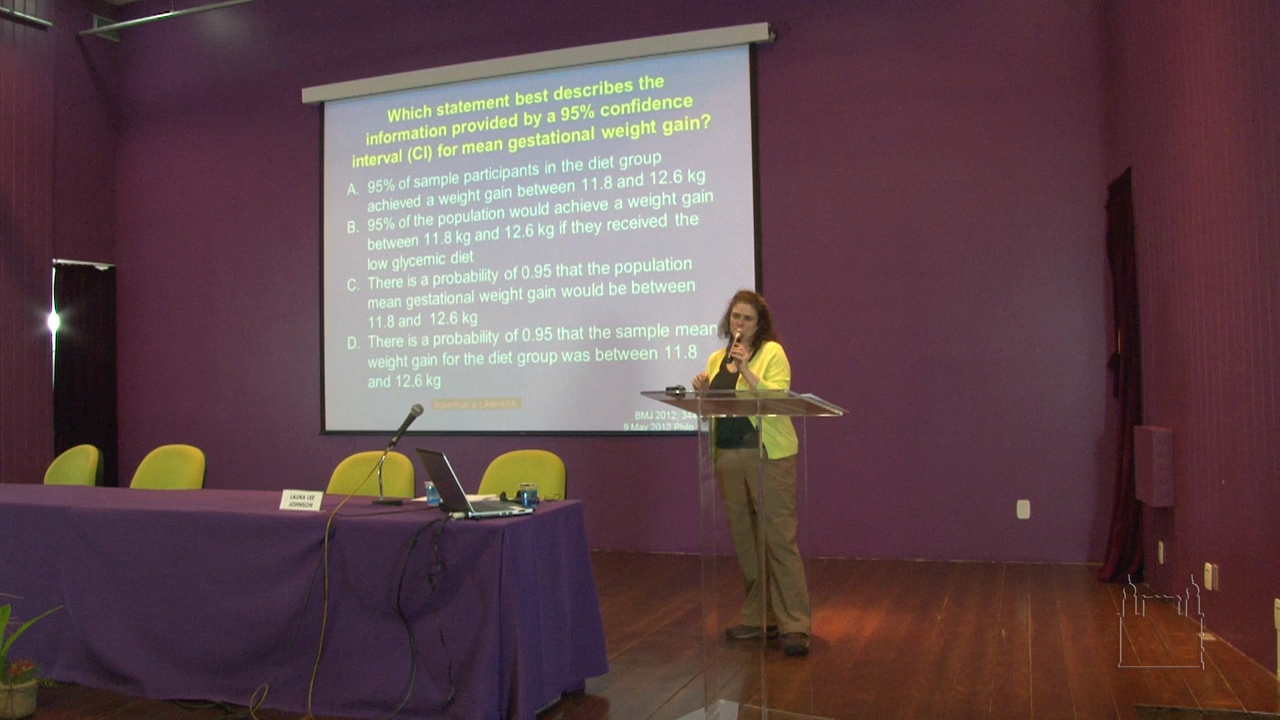 Which statement best describes the
information provided by a 95% confidence
interval (CI) for mean gestational weight gain?
A. 95% of sample participants in the diet group
achieved a weight gain between 11.8 and 12.6 kg
B. 95% of the population would achieve a weight gain
between 11.8 kg and 12.6 kg if they received the
low glycemic diet
C. There is a probability of 0.95 that the population
mean gestational weight gain would be between
11.8 and 12.6 kg
D. There is a probability of 0.95 that the sample mean
weight gain for the diet group was between 11.8
and 12.6 kg
BMJ 2012; 344
9 May 2012 Philo
LAURA LEE
JOHNSON